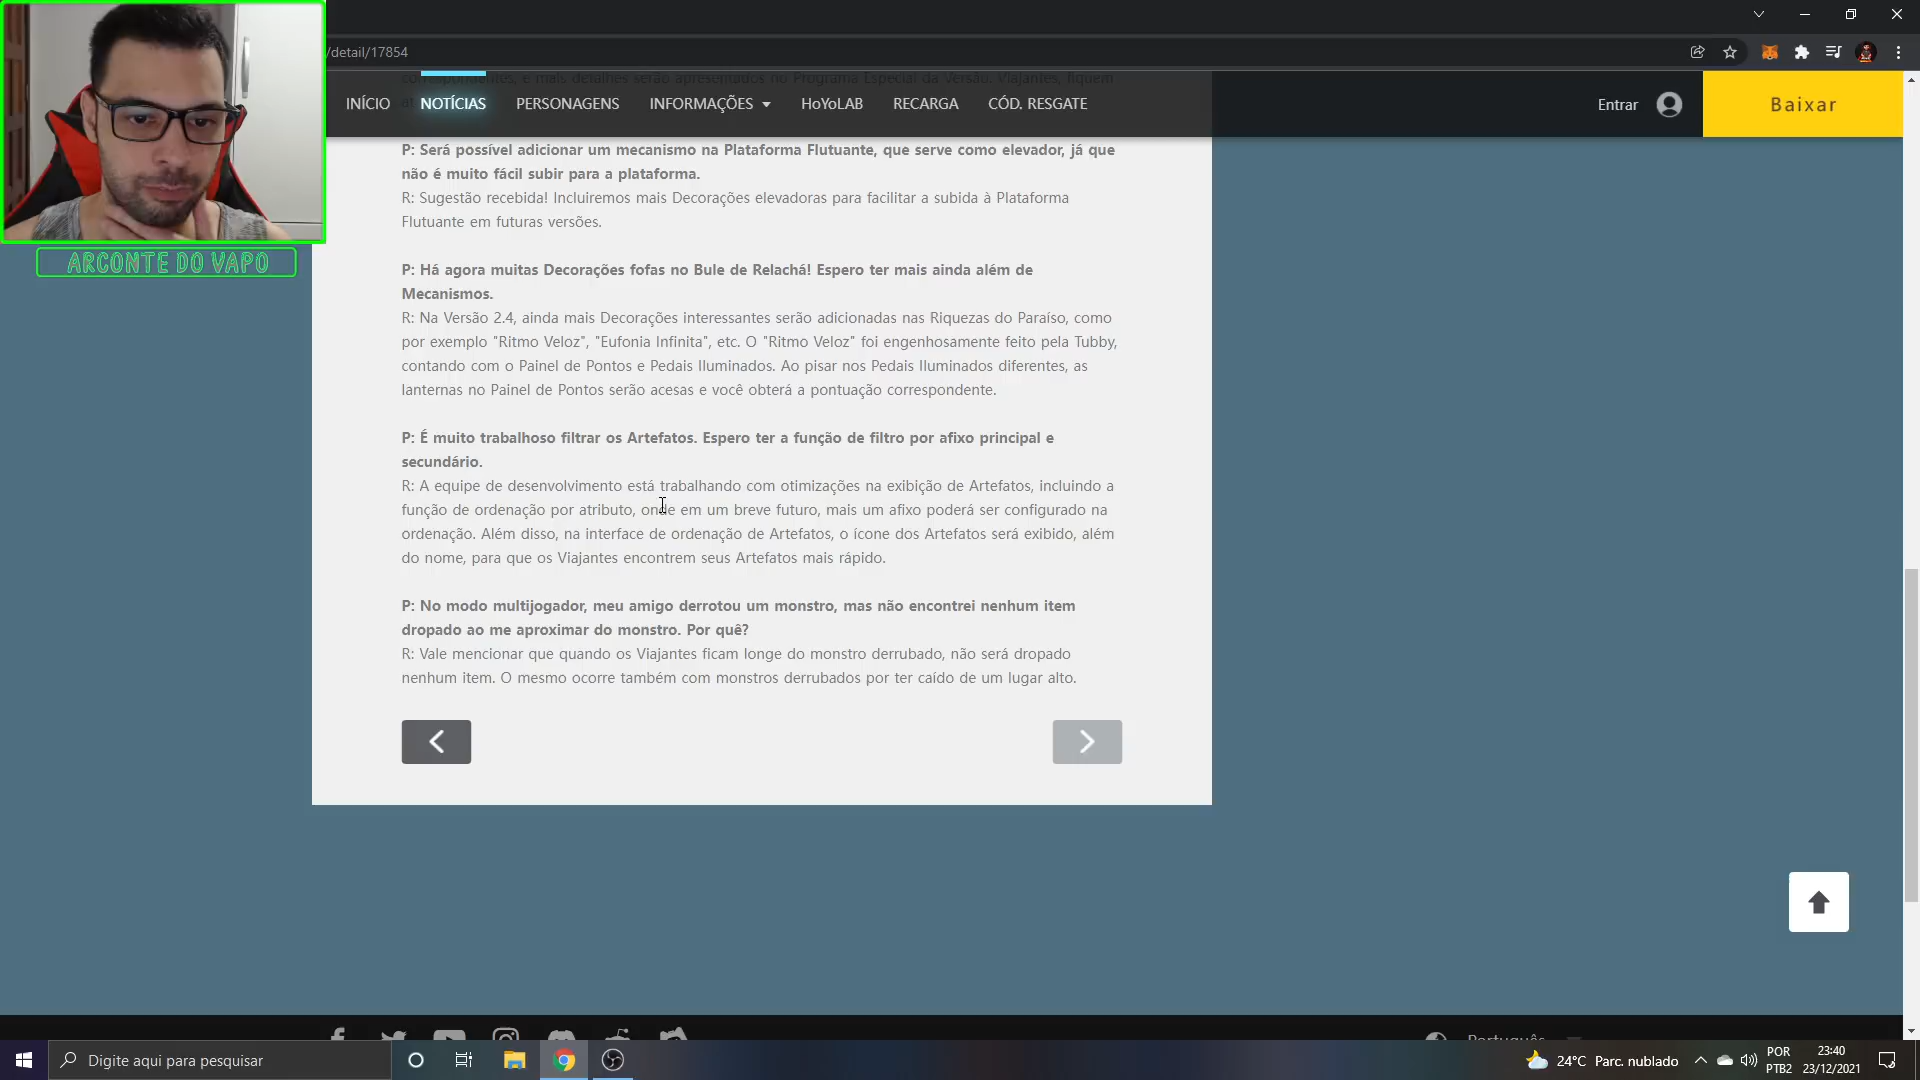 /detail/17854
correspondentes, e mais detalhes serão apresentados no Programa Especial da Versão. Viajantes, fiquem
INÍCIO NOTÍCIAS PERSONAGENS INFORMAÇÕES HoYoLAB RECARGA CÓD. RESGATE Entrar Baixar
P: Será possível adicionar um mecanismo na Plataforma Flutuante, que serve como elevador, já que
não é muito fácil subir para a plataforma.
R: Sugestão recebida! Incluiremos mais Decorações elevadoras para facilitar a subida à Plataforma
Flutuante em futuras versões.
ARCONTE DO VAPO
P: Há agora muitas Decorações fofas no Bule de Relachá! Espero ter mais ainda além de
Mecanismos.
R: Na Versão 2.4, ainda mais Decorações interessantes serão adicionadas nas Riquezas do Paraíso, como
por exemplo "Ritmo Veloz", "Eufonia Infinita", etc. O "Ritmo Veloz" foi engenhosamente feito pela Tubby,
contando com o Painel de Pontos e Pedais Iluminados. Ao pisar nos Pedais Iluminados diferentes, as
lanternas no Painel de Pontos serão acesas e você obterá a pontuação correspondente.
P: É muito trabalhoso filtrar os Artefatos. Espero ter a função de filtro por afixo principal e
secundário.
R: A equipe de desenvolvimento está trabalhando com otimizações na exibição de Artefatos, incluindo a
função de ordenação por atributo, onde em um breve futuro, mais um afixo poderá ser configurado na
ordenação. Além disso, na interface de ordenação de Artefatos, o ícone dos Artefatos será exibido, além
do nome, para que os Viajantes encontrem seus Artefatos mais rápido.
P: No modo multijogador, meu amigo derrotou um monstro, mas não encontrei nenhum item
dropado ao me aproximar do monstro. Por quê?
R: Vale mencionar que quando os Viajantes ficam longe do monstro derrubado, não será dropado
nenhum item. O mesmo ocorre também com monstros derrubados por ter caído de um lugar alto.
Português
Digite aqui para pesquisar
24°C Parc. nublado
POR
PTB2
23:40
23/12/2021